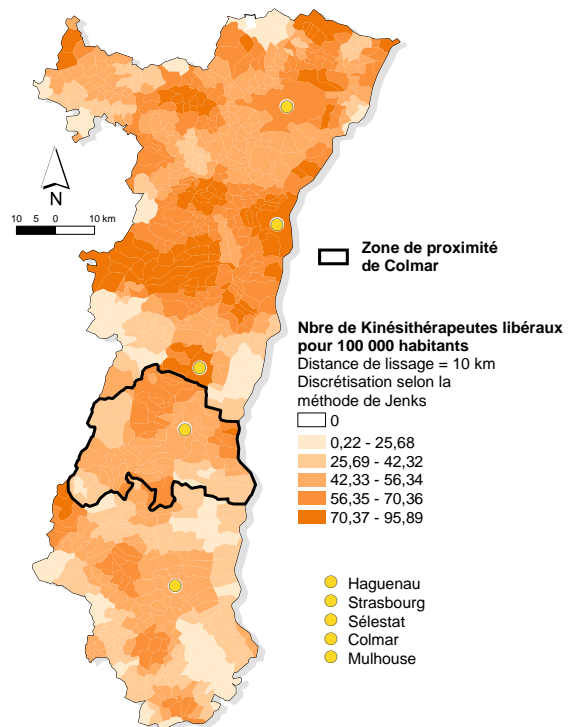 N
10 5 0 10 km
Zone de proximité
de Colmar
Nbre de Kinésithérapeutes libéraux
pour 100 000 habitants
Distance de lissage = 10 km
Discrétisation selon la
méthode de Jenks
0
0,22 - 25,68
25,69 - 42,32
42,33 - 56,34
56,35 - 70,36
70,37 - 95,89
Haguenau
Strasbourg
Sélestat
Colmar
Mulhouse